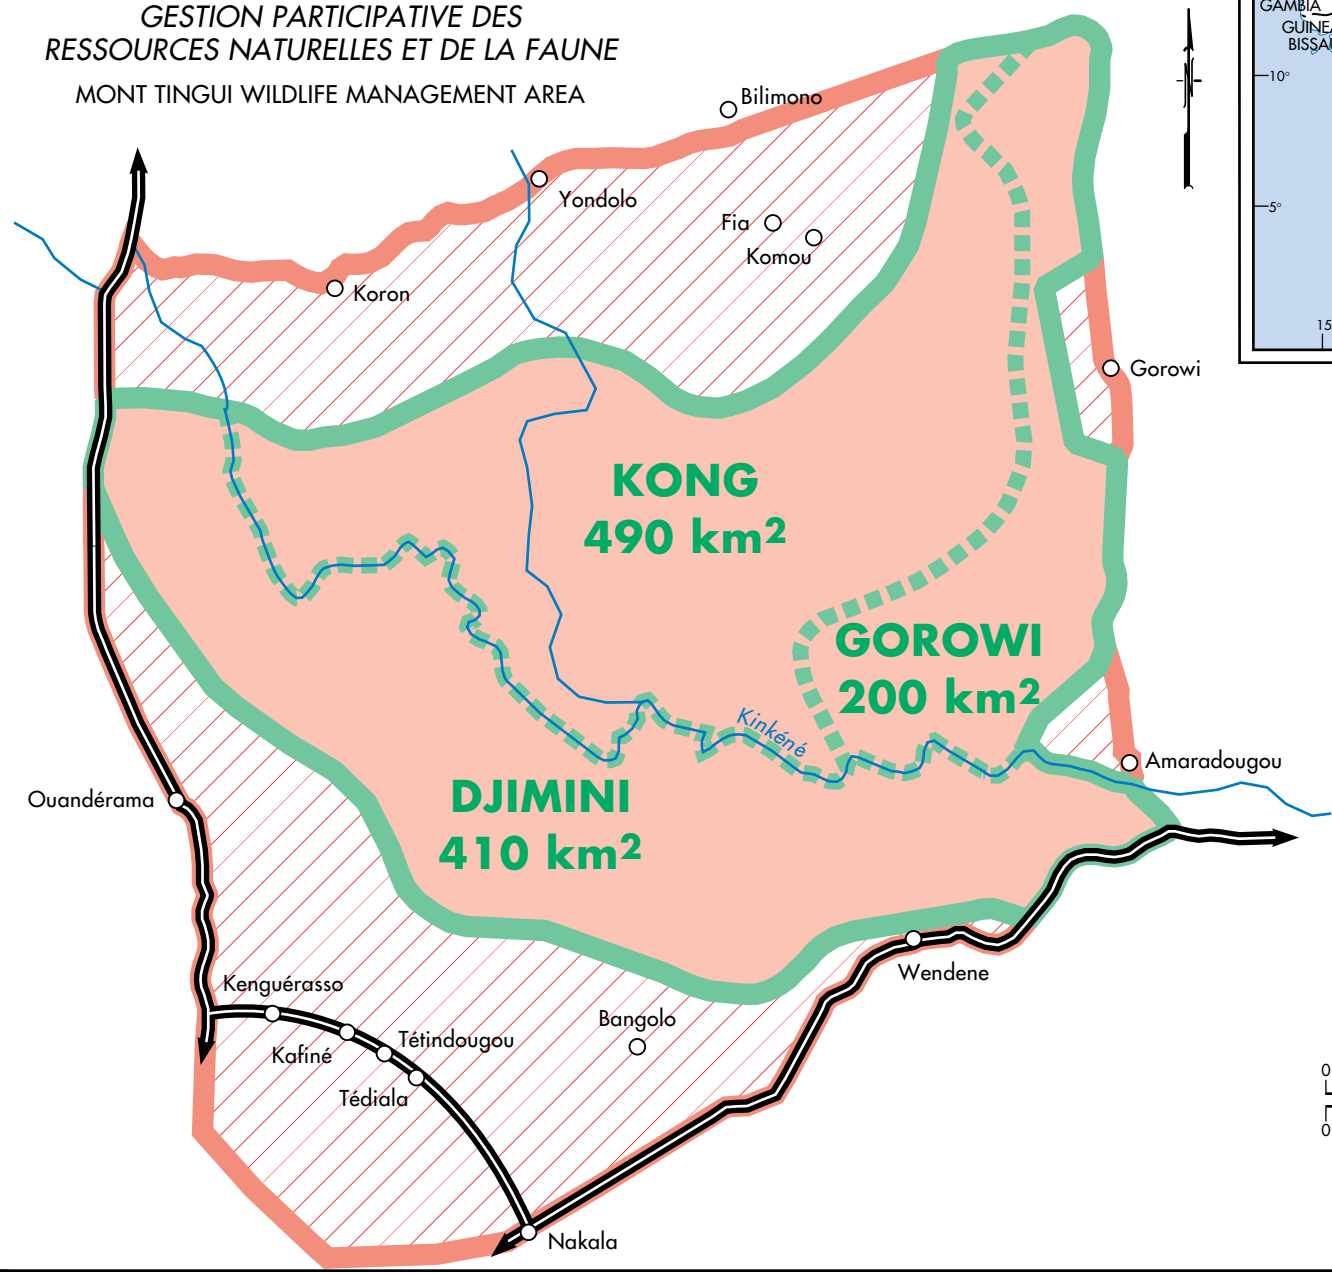 GESTION PARTICIPATIVE DES
RESSOURCES NATURELLES ET DE LA FAUNE
MONT TINGUI WILDLIFE MANAGEMENT AREA
GAMBIA
10°
5°
15
N
Bilimono
Yondolo
Fia
Komou
Koron
Gorowi
KONG
490 km²
GOROWI
200 km²
Kinkéné
Amaradougou
DJIMINI
410 km²
Ouandérama
Wendene
Kenguérasso
Bangolo
Tétindougou
Kafiné
Tédiala
0
0
Nakala